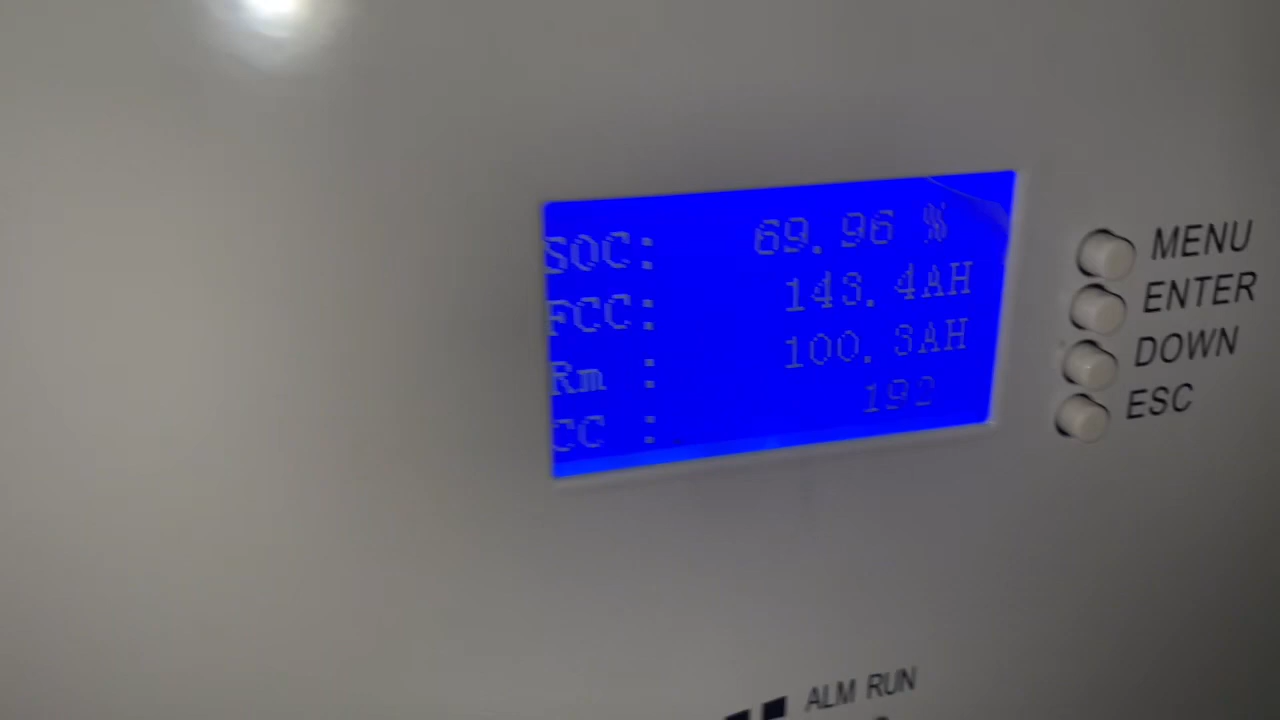 SOC: 69.96 %
FCC: 143.4AH
Rm : 100.3AH
CC : 192
MENU
ENTER
DOWN
ESC
ALM RUN